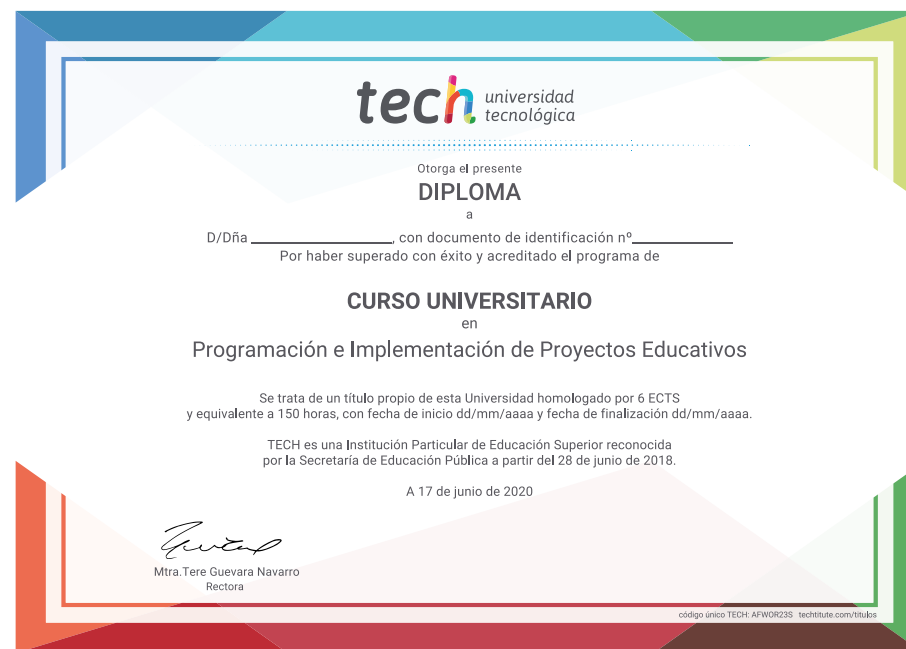 tech universidad
tecnológica
Otorga el presente
DIPLOMA
a
D/Dña ____________________, con documento de identificación nº______________
Por haber superado con éxito y acreditado el programa de
CURSO UNIVERSITARIO
en
Programación e Implementación de Proyectos Educativos
Se trata de un título propio de esta Universidad homologado por 6 ECTS
y equivalente a 150 horas, con fecha de inicio dd/mm/aaaa y fecha de finalización dd/mm/aaaa.
TECH es una Institución Particular de Educación Superior reconocida
por la Secretaría de Educación Pública a partir del 28 de junio de 2018.
A 17 de junio de 2020
Mtra.Tere Guevara Navarro
Rectora
código único TECH: AFWOR23S techtitute.com/titulos